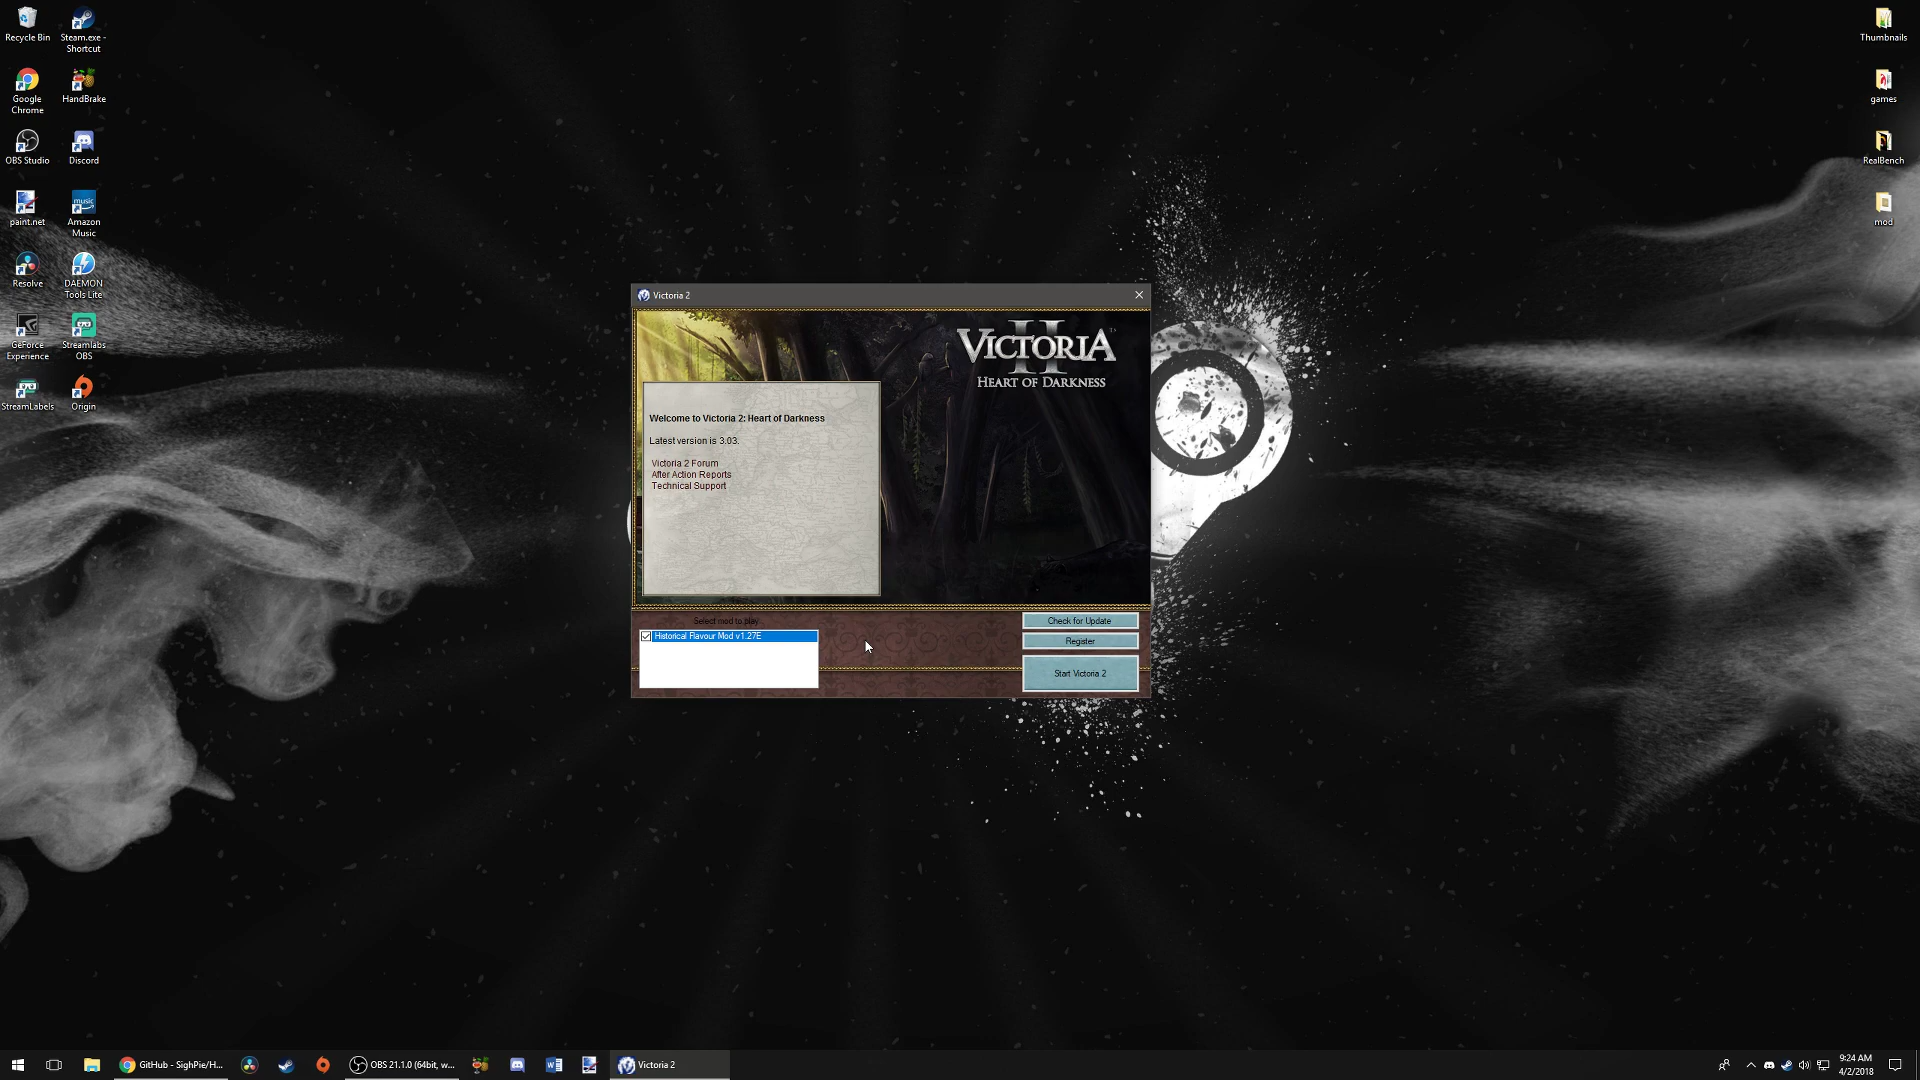 Recycle Bin
Steam.exe -
Shortcut
Google
Chrome
HandBrake
OBS Studio
Discord
paint.net
music
Amazon
Music
Resolve
DAEMON
Tools Lite
GeForce
Experience
Streamlabs
OBS
StreamLabels
Origin
Thumbnails
games
RealBench
mod
Victoria 2
VICTORIA
II
HEART OF DARKNESS
Welcome to Victoria 2: Heart of Darkness
Latest version is 3.03.
Victoria 2 Forum
After Action Reports
Technical Support
Select mod to play
Historical Flavour Mod v1.27E
Check for Update
Register
Start Victoria 2
GitHub - SighPie/H...
OBS 21.1.0 (64bit, w...
Victoria 2
9:24 AM
4/2/2018